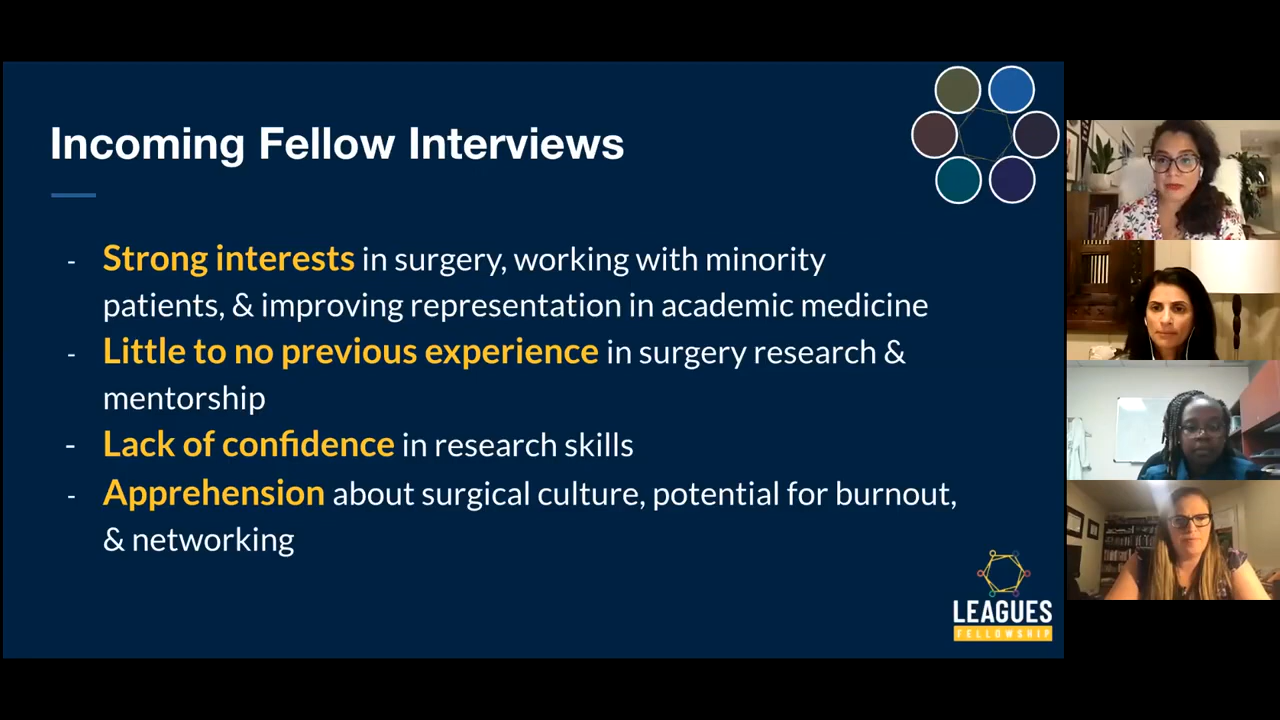 Incoming Fellow Interviews
- Strong interests in surgery, working with minority
patients, & improving representation in academic medicine
- Little to no previous experience in surgery research &
mentorship
- Lack of confidence in research skills
- Apprehension about surgical culture, potential for burnout,
& networking
LEAGUES
FELLOWSHIP